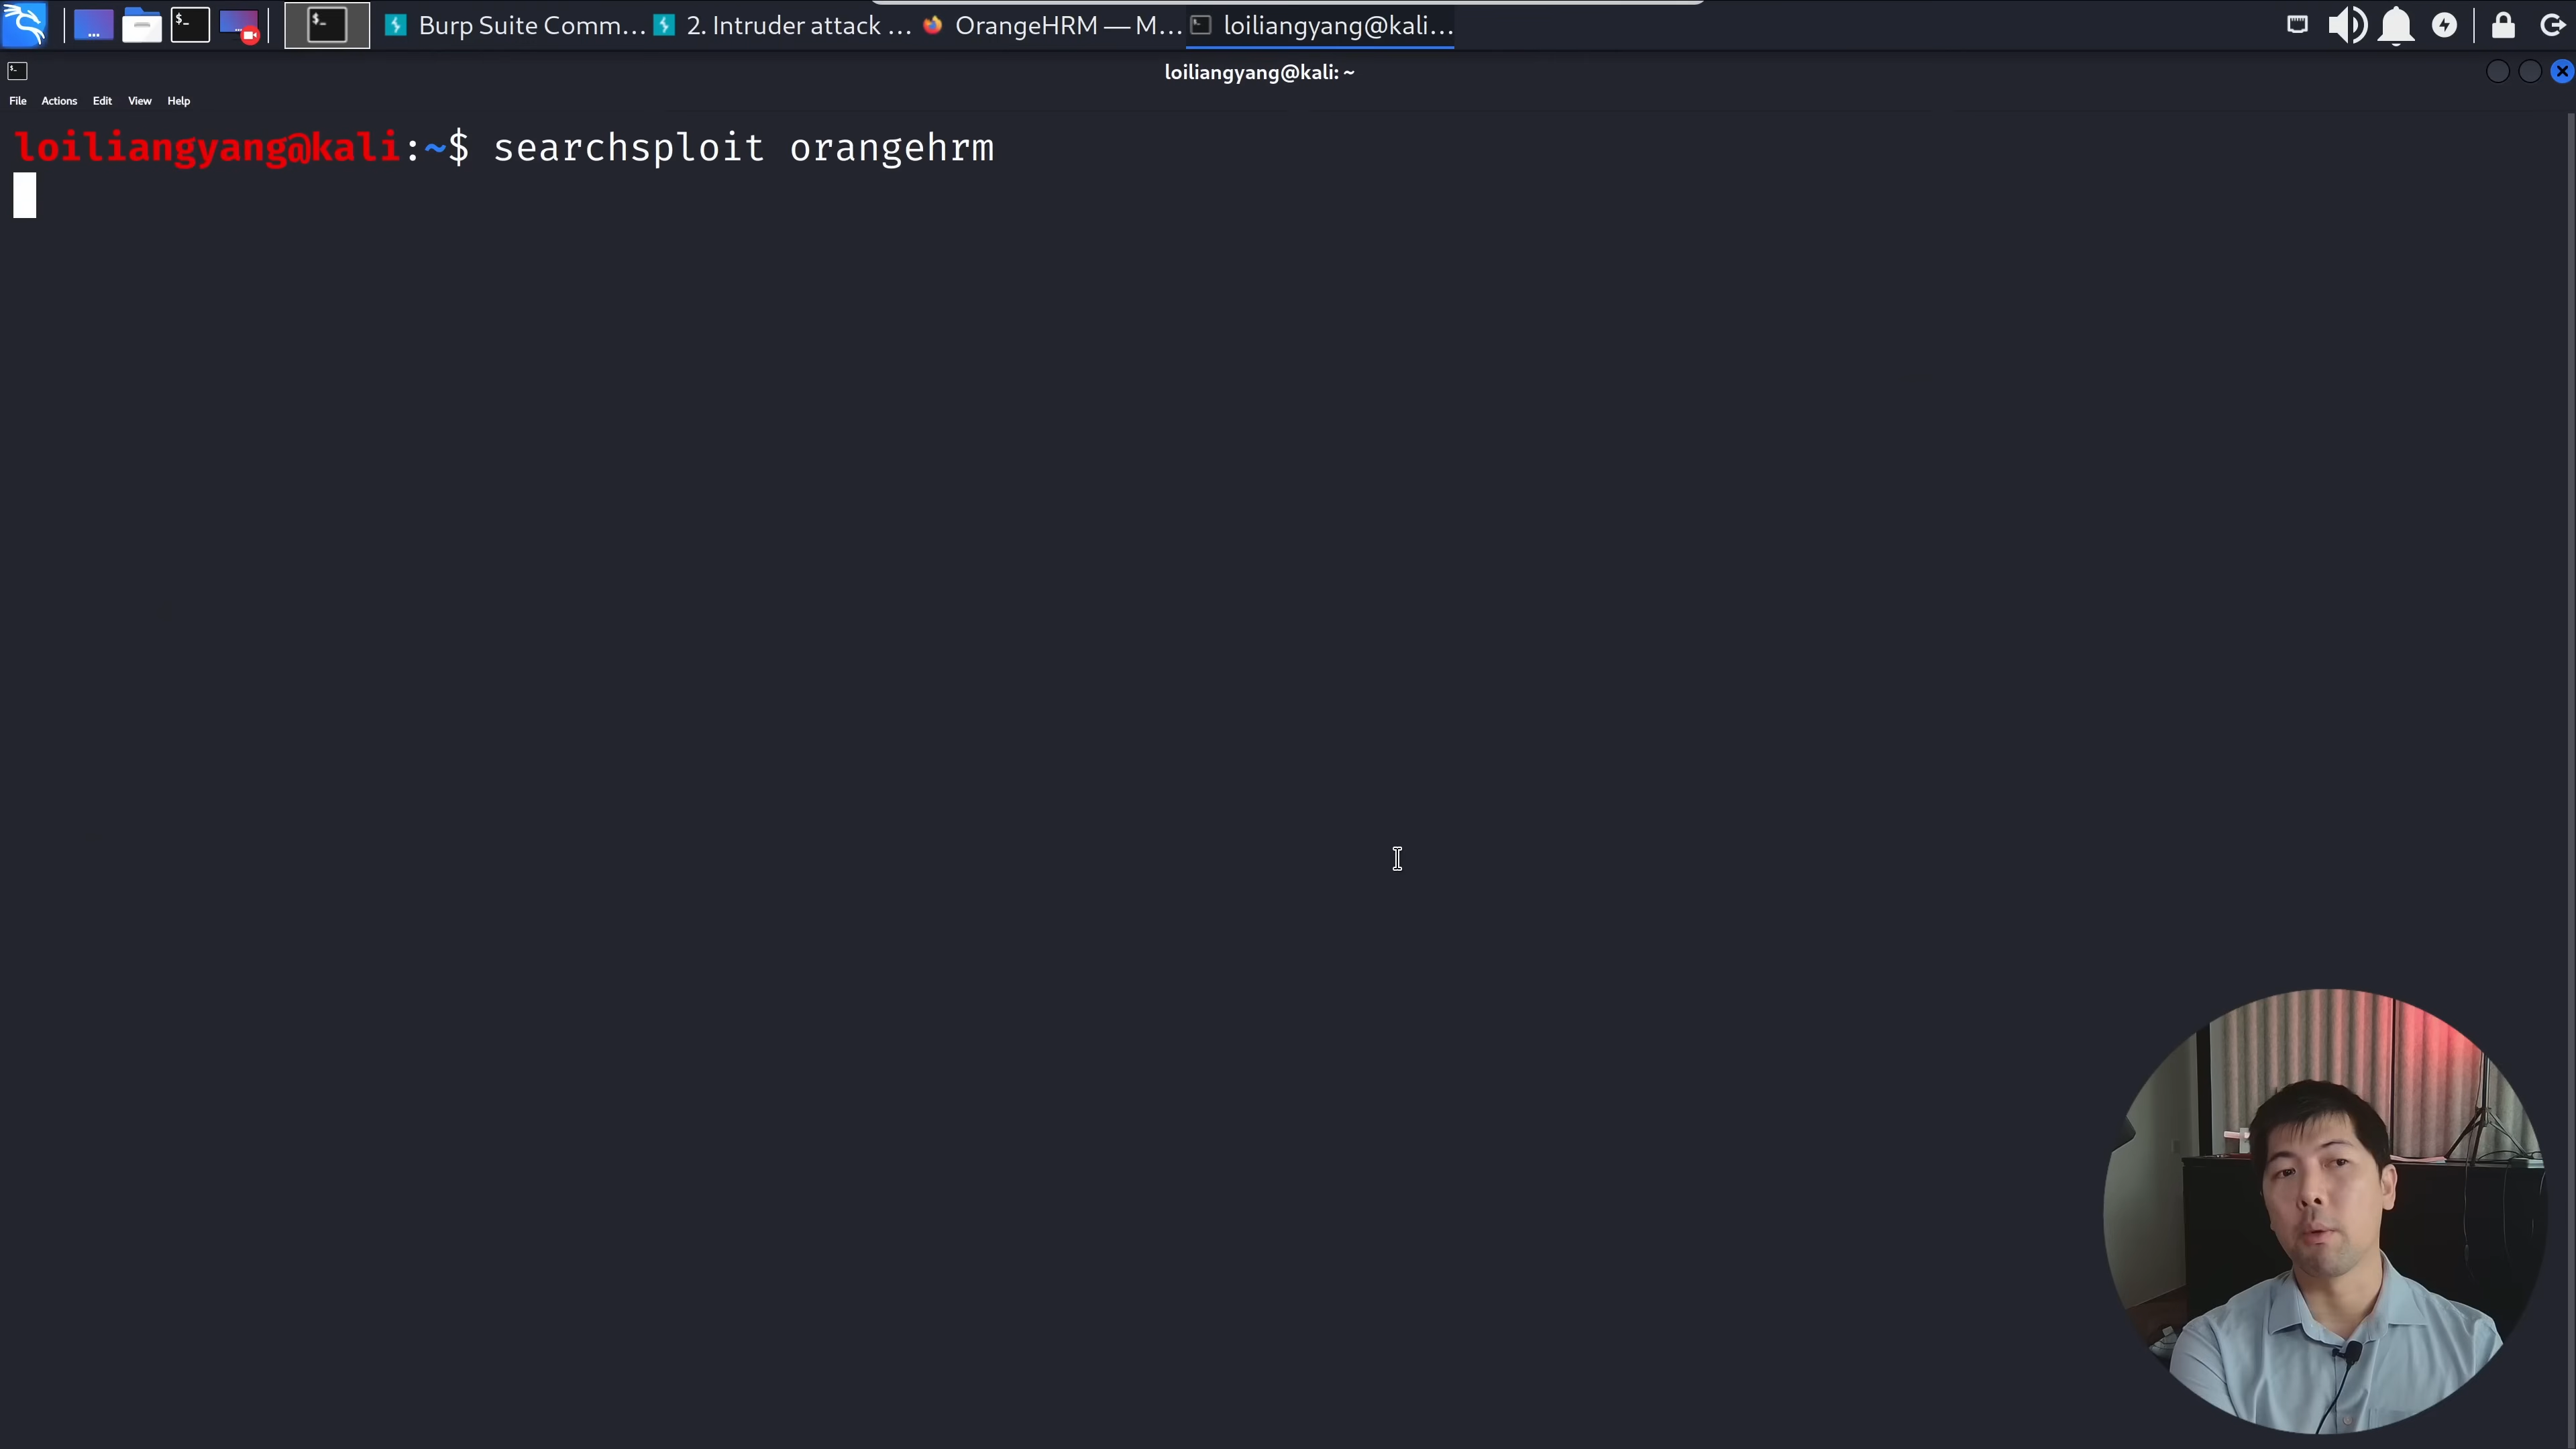 Burp Suite Comm...
2. Intruder attack ...
OrangeHRM — M...
loiliangyang@kali...
loiliangyang@kali: ~
File Actions Edit View Help
loiliangyang@kali:~$ searchsploit orangehrm